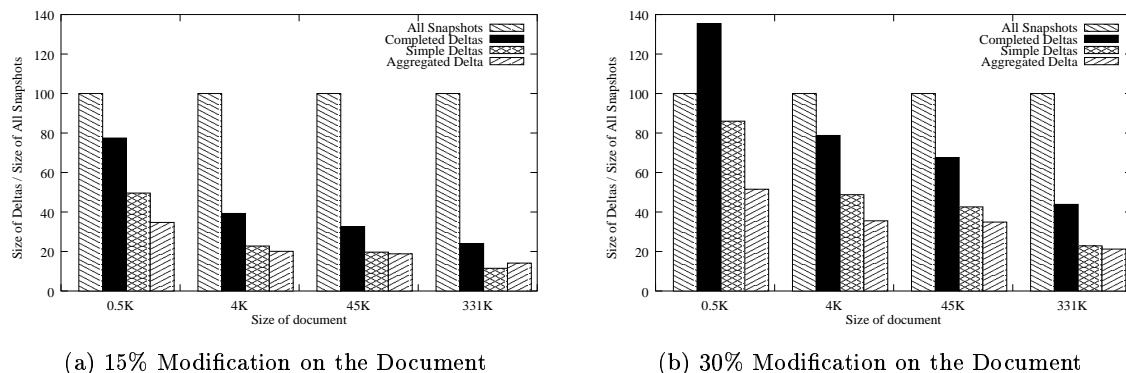 140
120
100
80
60
40
20
0
Size of Deltas / Size of All Snapshots
All Snapshots
Completed Deltas
Simple Deltas
Aggregated Delta
0.5K 4K 45K 331K
Size of document
(a) 15% Modification on the Document
140
120
100
80
60
40
20
0
Size of Deltas / Size of All Snapshots
All Snapshots
Completed Deltas
Simple Deltas
Aggregated Delta
0.5K 4K 45K 331K
Size of document
(b) 30% Modification on the Document